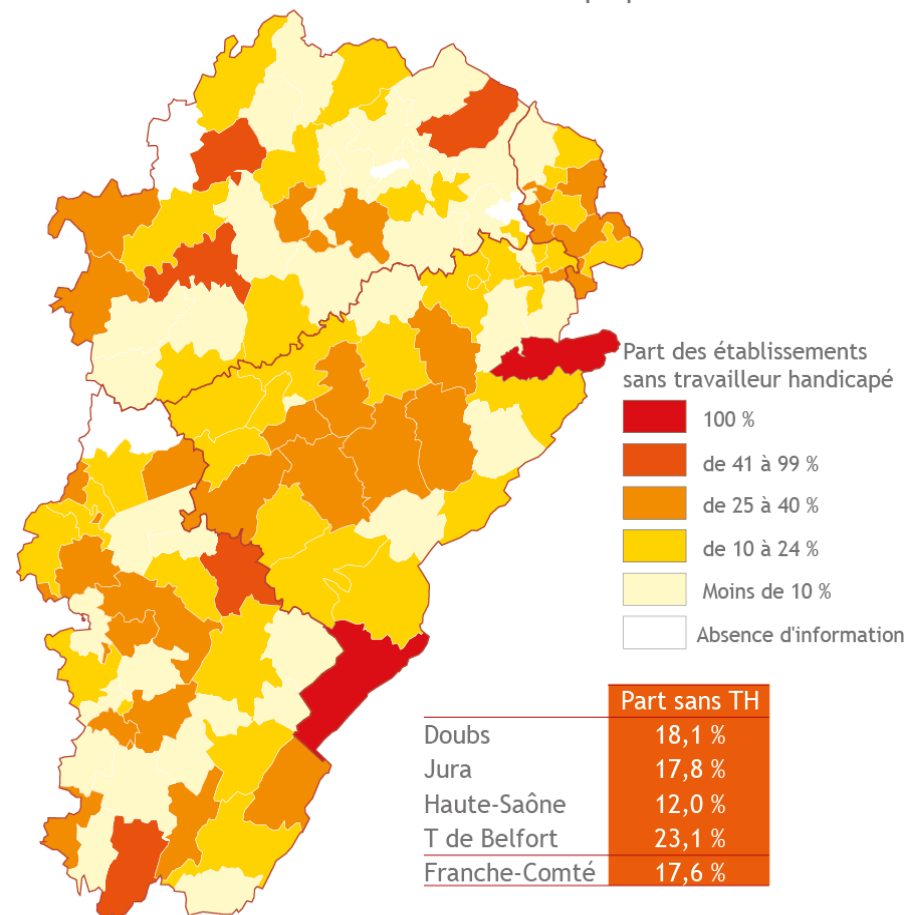 Part des établissements
sans travailleur handicapé
100 %
de 41 à 99 %
de 25 à 40 %
de 10 à 24 %
Moins de 10 %
Absence d'information
Part sans TH
Doubs 18,1 %
Jura 17,8 %
Haute-Saône 12,0 %
T de Belfort 23,1 %
Franche-Comté 17,6 %